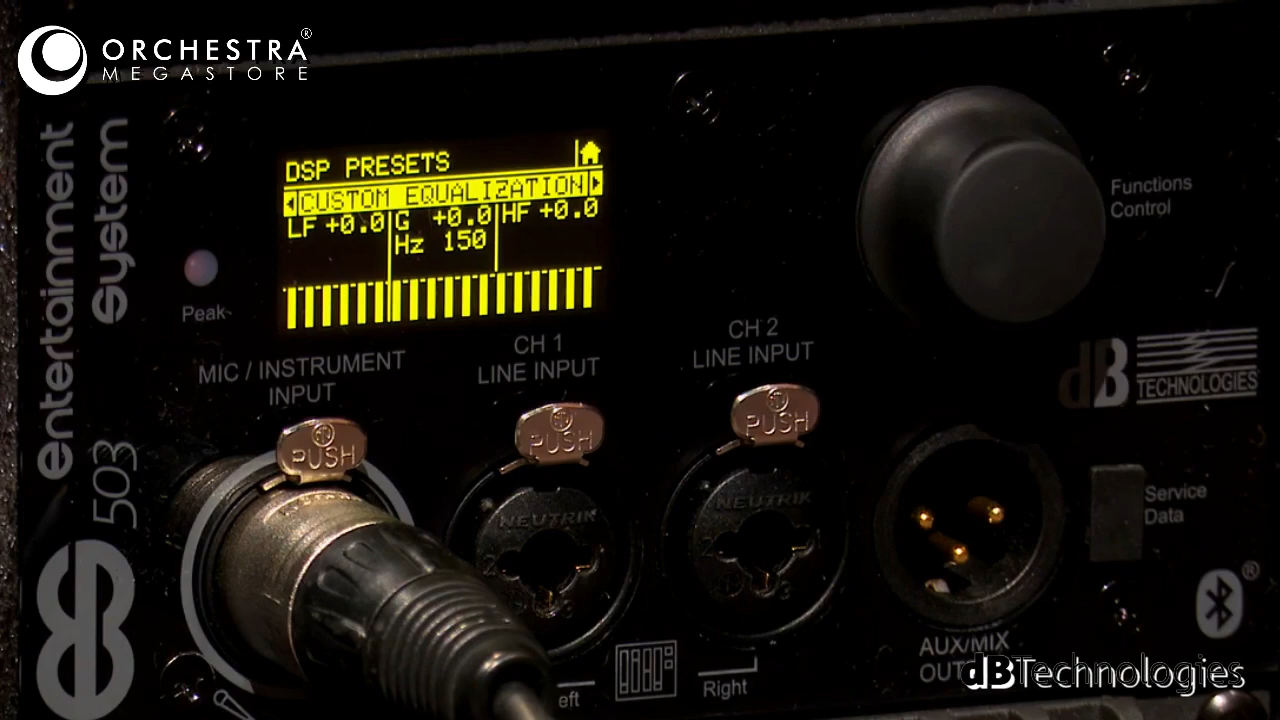 ORCHESTRA®
MEGASTORE
entertainment
system
ES 503
DSP PRESETS
CUSTOM EQUALIZATION
LF +0.0 G +0.0 HF +0.0
Hz 150
Peak
Functions
Control
MIC / INSTRUMENT
INPUT
CH 1
LINE INPUT
CH 2
LINE INPUT
dB
TECHNOLOGIES
PUSH
PUSH
PUSH
NEUTRIK
NEUTRIK
Service
Data
®
AUX/MIX
Right
dBTechnologies